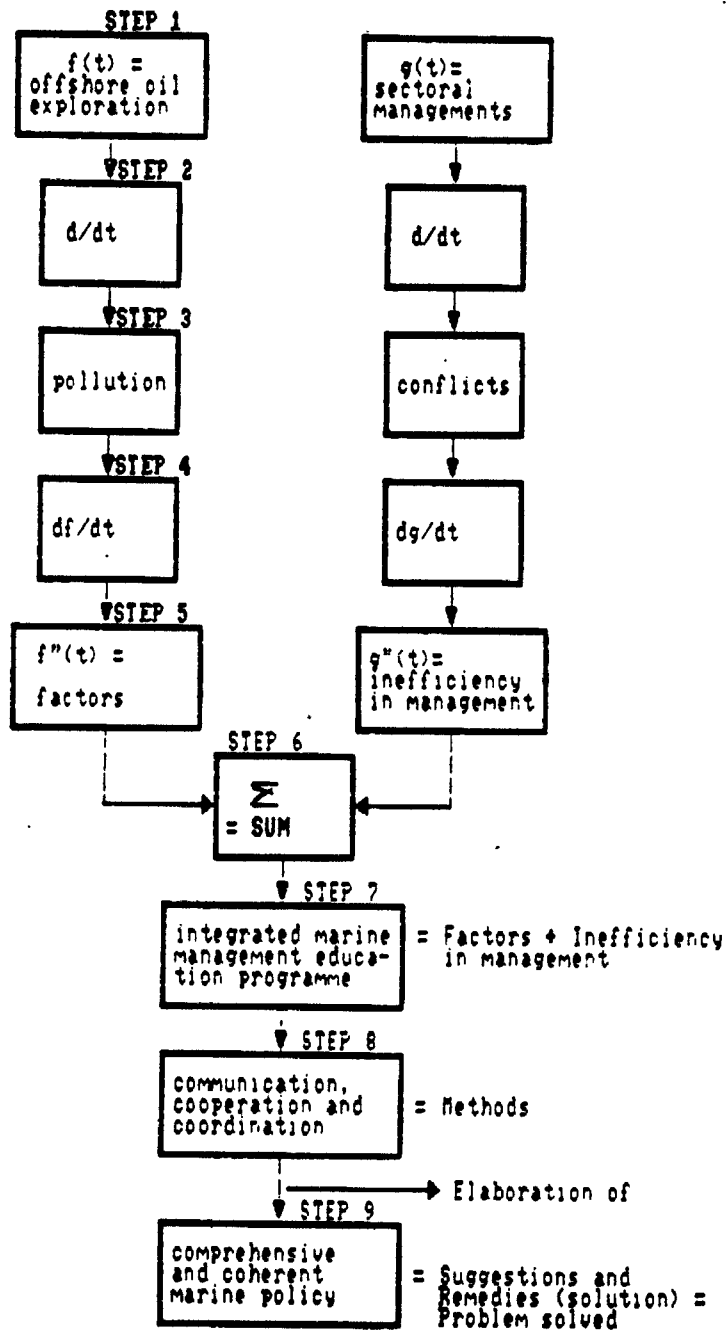 STEP 1
f(t) =
offshore oil
exploration
g(t)=
sectoral
managements
STEP 2
d/dt
d/dt
STEP 3
pollution
conflicts
STEP 4
df/dt
dg/dt
STEP 5
f"(t) =
factors
g"(t)=
inefficiency
in management
STEP 6
Σ
= SUM
STEP 7
integrated marine
management educa-
tion programme
= Factors + Inefficiency
in management
STEP 8
communication,
cooperation and
coordination
= Methods
Elaboration of
STEP 9
comprehensive
and coherent
marine policy
= Suggestions and
Remedies (solution) =
Problem solved